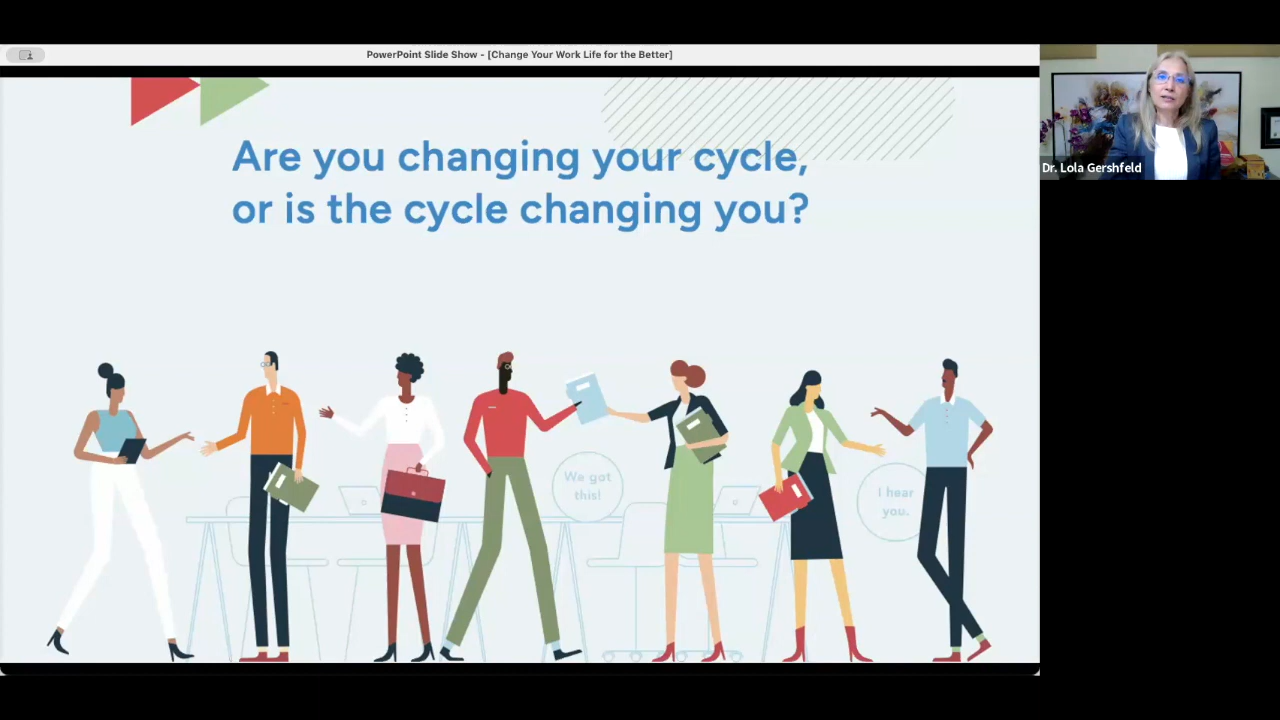 PowerPoint Slide Show - [Change Your Work Life for the Better]
Are you changing your cycle,
or is the cycle changing you?
We got
this!
I hear
you.
Dr. Lola Gershfeld